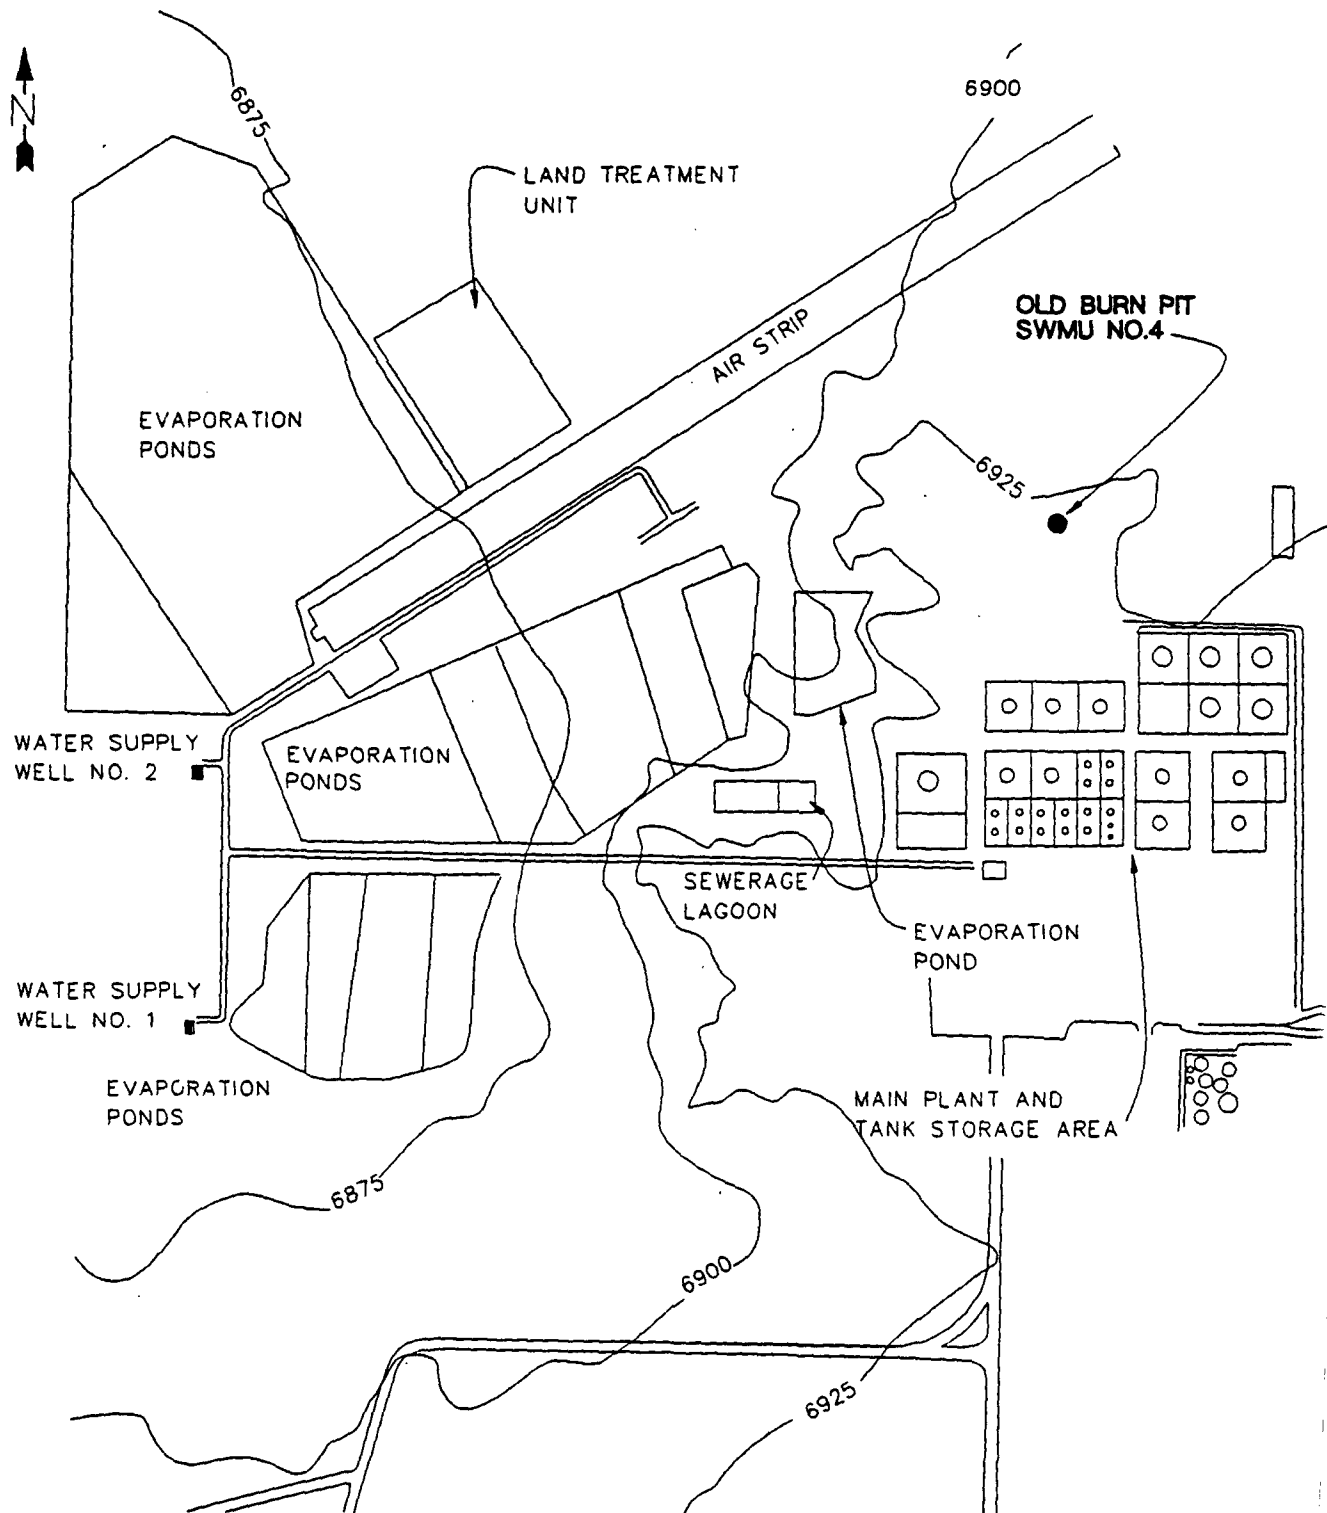 6900
6875
N
LAND TREATMENT
UNIT
OLD BURN PIT
SWMU NO.4
AIR STRIP
EVAPORATION
PONDS
6925
WATER SUPPLY
WELL NO. 2
EVAPORATION
PONDS
SEWERAGE
LAGOON
EVAPORATION
POND
WATER SUPPLY
WELL NO. 1
EVAPORATION
PONDS
MAIN PLANT AND
TANK STORAGE AREA
6875
6900
6925